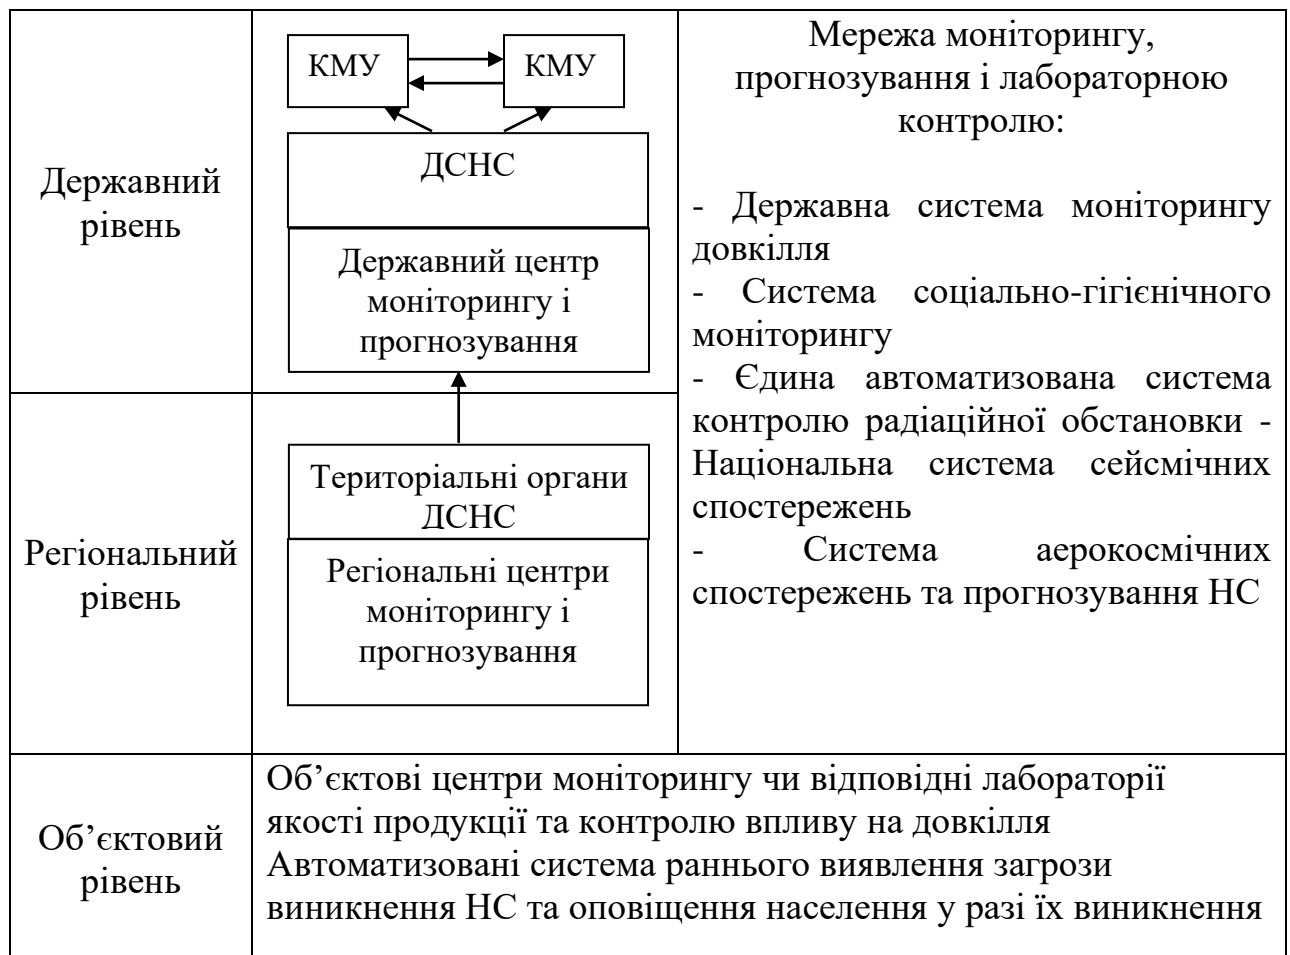 Державний
рівень
КМУ
КМУ
ДСНС
Державний центр
моніторингу і
прогнозування
Мережа моніторингу,
прогнозування і лабораторною
контролю:
- Державна система моніторингу
довкілля
- Система соціально-гігієнічного
моніторингу
- Єдина автоматизована система
контролю радіаційної обстановки -
Національна система сейсмічних
спостережень
- Система аерокосмічних
спостережень та прогнозування НС
Регіональний
рівень
Територіальні органи
ДСНС
Регіональні центри
моніторингу і
прогнозування
Об’єктовий
рівень
Об’єктові центри моніторингу чи відповідні лабораторії
якості продукції та контролю впливу на довкілля
Автоматизовані система раннього виявлення загрози
виникнення НС та оповіщення населення у разі їх виникнення